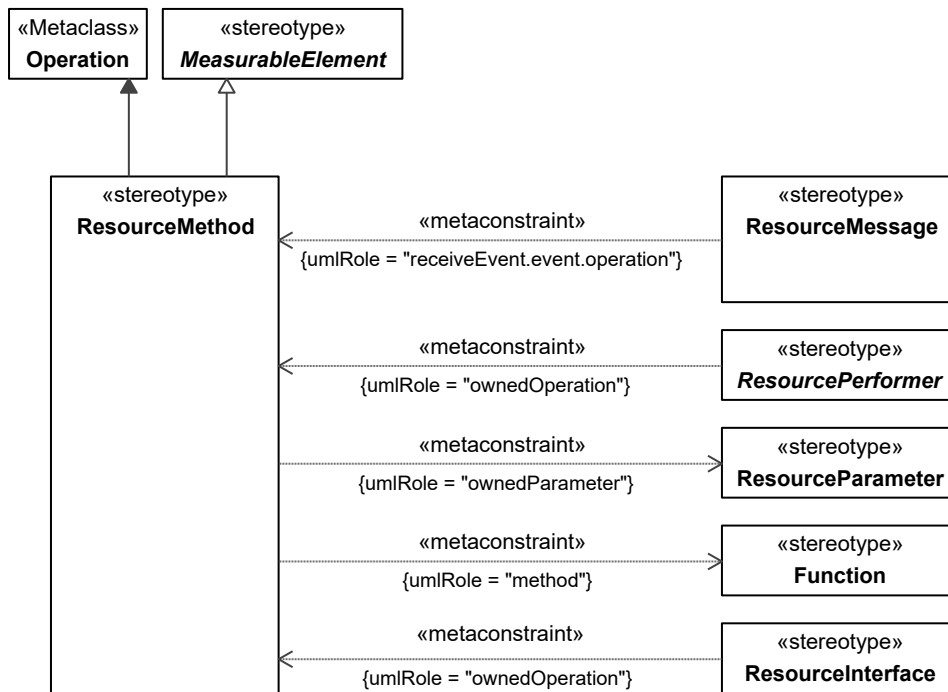 «Metaclass»
Operation
«stereotype»
MeasurableElement
«stereotype»
ResourceMethod
«metaconstraint»
{umlRole = "receiveEvent.event.operation"}
«stereotype»
ResourceMessage
«metaconstraint»
{umlRole = "ownedOperation"}
«stereotype»
ResourcePerformer
«metaconstraint»
{umlRole = "ownedParameter"}
«stereotype»
ResourceParameter
«metaconstraint»
{umlRole = "method"}
«stereotype»
Function
«metaconstraint»
{umlRole = "ownedOperation"}
«stereotype»
ResourceInterface